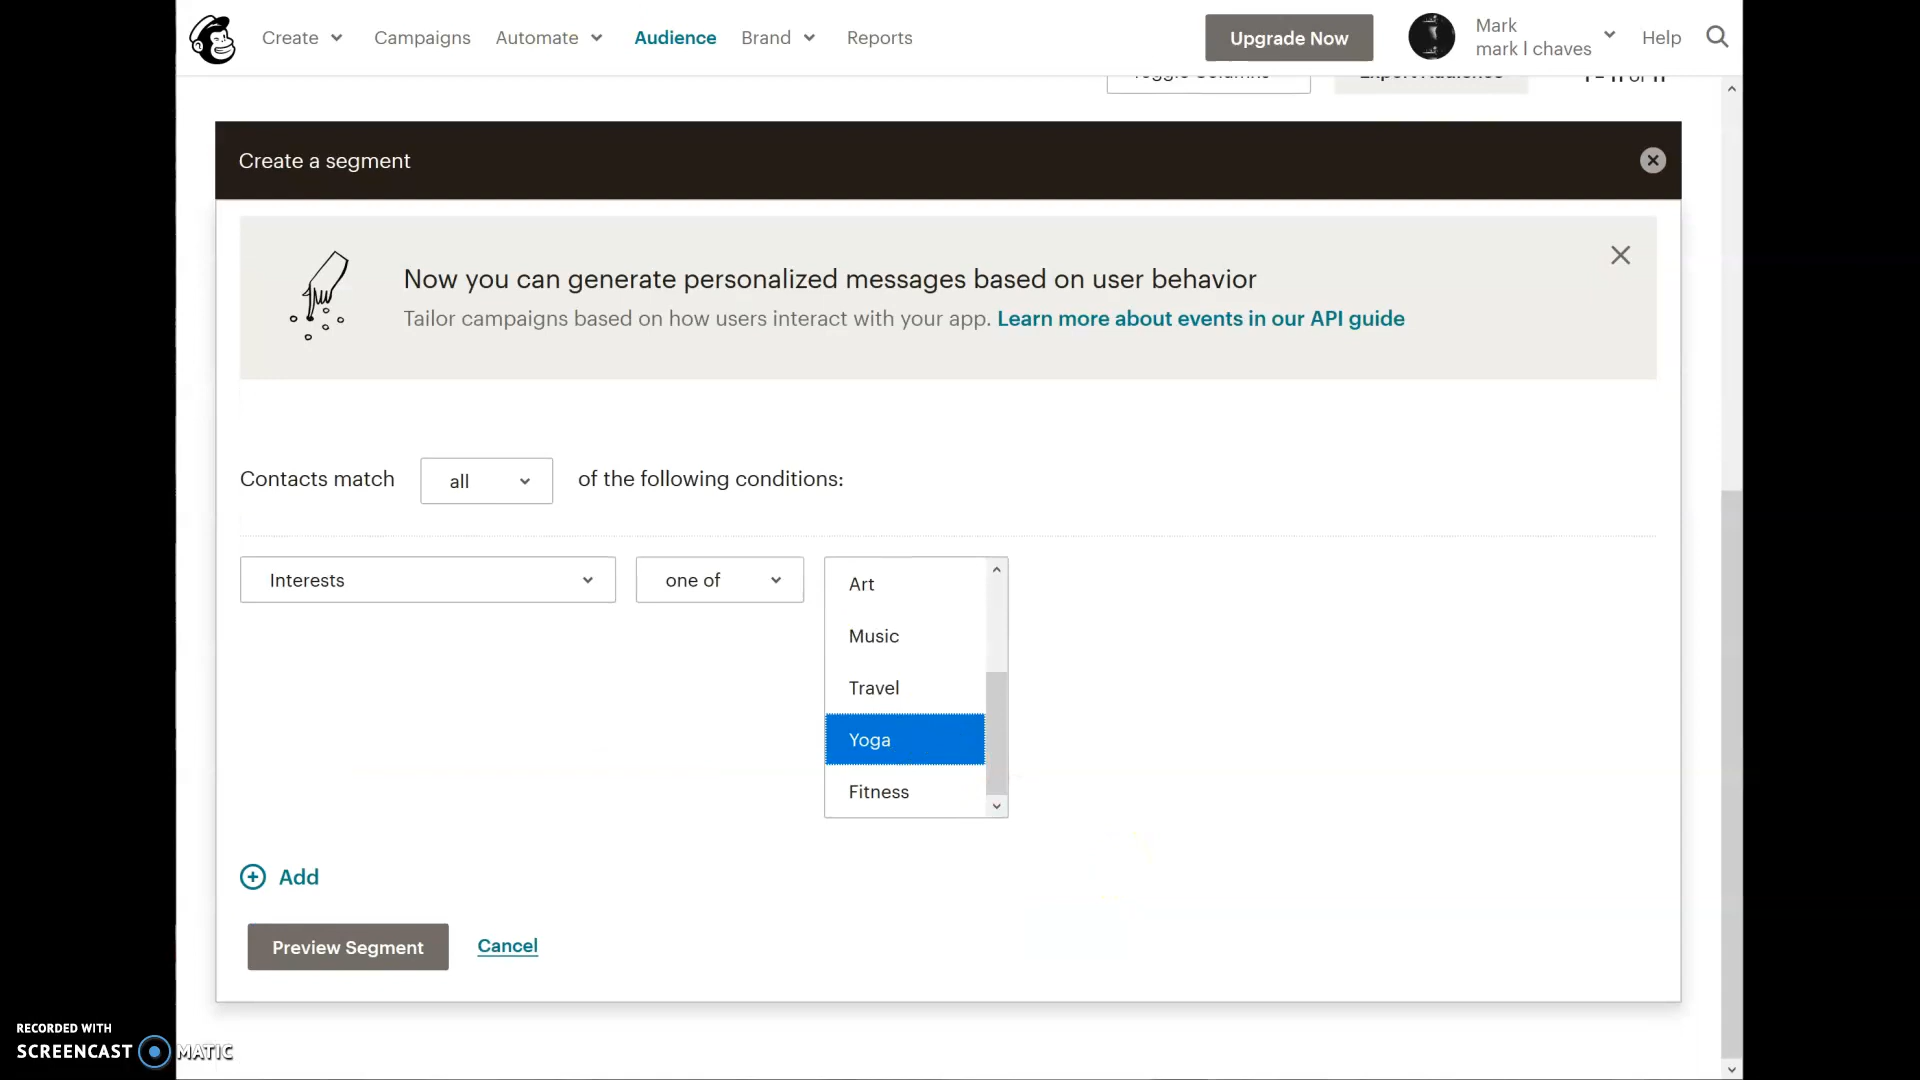 Create Campaigns Automate Audience Brand Reports Upgrade Now Mark Help
mark l chaves
Toggle Columns Export Audience 1 - 11 of 11
Create a segment
Now you can generate personalized messages based on user behavior
Tailor campaigns based on how users interact with your app. Learn more about events in our API guide
Contacts match all of the following conditions:
Interests one of Art
Music
Travel
Yoga
Fitness
Add
Preview Segment Cancel
RECORDED WITH
SCREENCAST MATIC